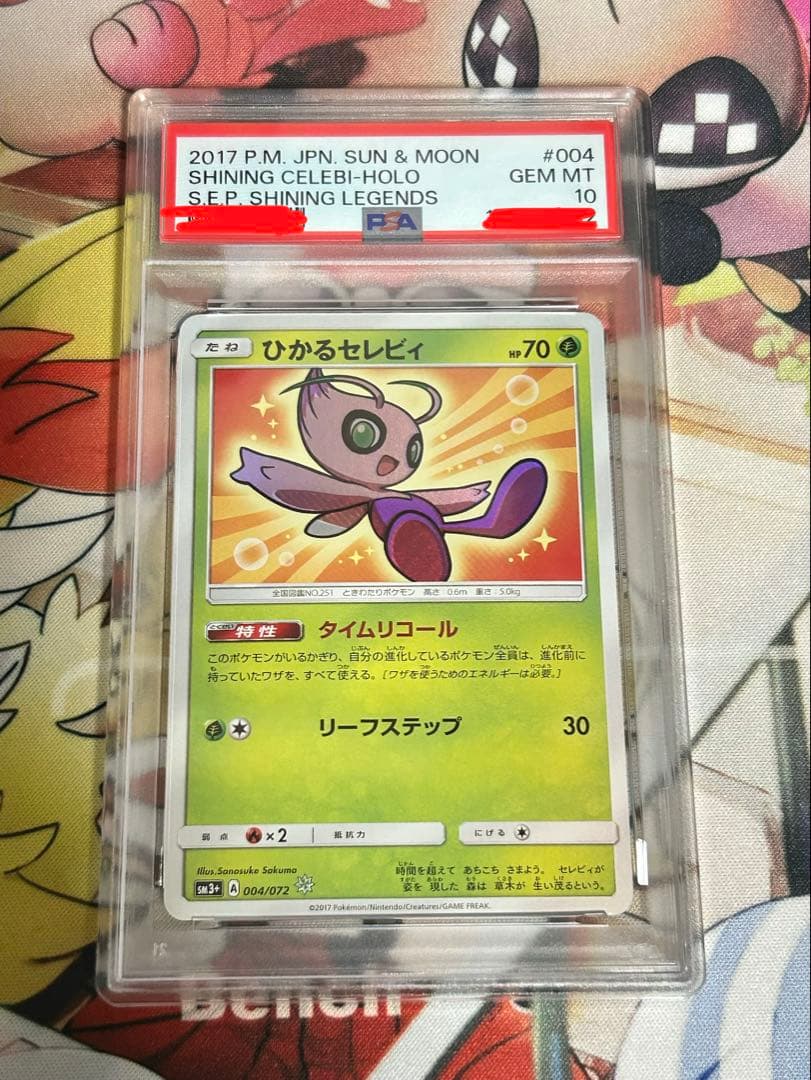 2017 P.M. JPN. SUN & MOON #004
SHINING CELEBI-HOLO GEM MT
S.E.P. SHINING LEGENDS 10
PSA
たね ひかるセレビィ HP70
全国図鑑NO.251 ときわたりポケモン 高さ:0.6m 重さ:5.0kg
特性 タイムリコール
このポケモンがいるかぎり、自分の進化しているポケモン全員は、進化前に
持っていたワザを、すべて使える。[ワザを使うためのエネルギーは必要。]
リーフステップ 30
弱点 ×2 抵抗力 にげる
Illus.Sanosuke Sakuma
時間を超えて あちこち さまよう。 セレビィが
姿を 現した 森は 草木が 生い茂るという。
SM3+ A 004/072
©2017 Pokémon/Nintendo/Creatures/GAME FREAK.
Bench